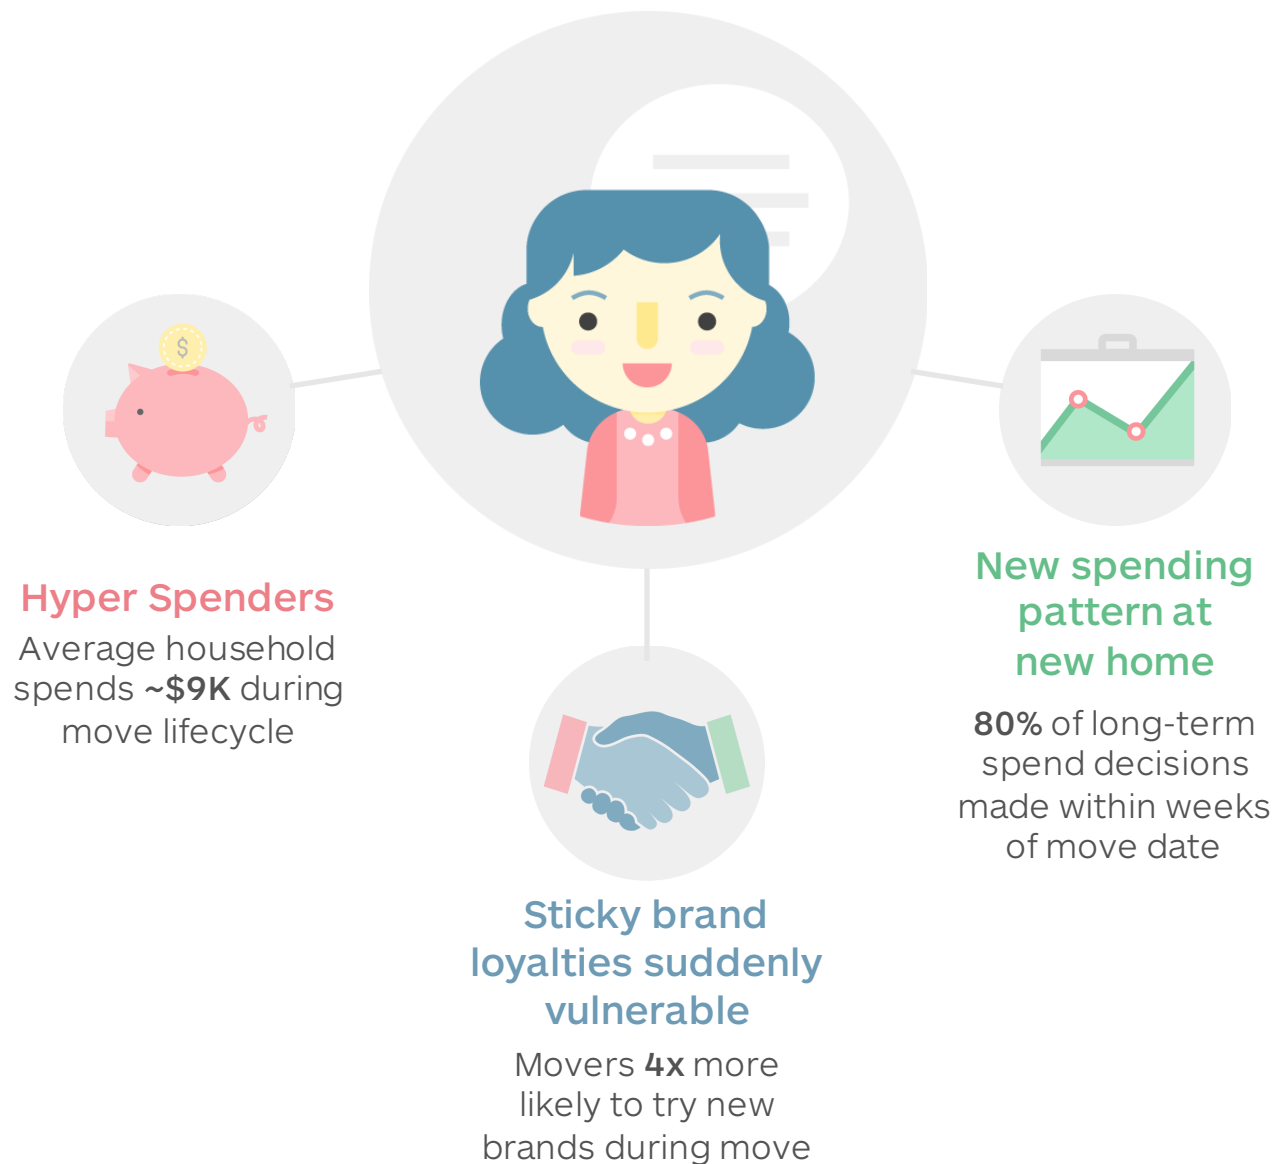 $
Hyper Spenders
Average household
spends ~$9K during
move lifecycle
Sticky brand
loyalties suddenly
vulnerable
Movers 4x more
likely to try new
brands during move
New spending
pattern at
new home
80% of long-term
spend decisions
made within weeks
of move date